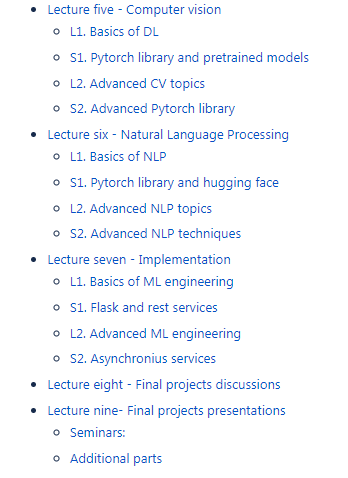 Lecture five - Computer vision
L1. Basics of DL
S1. Pytorch library and pretrained models
L2. Advanced CV topics
S2. Advanced Pytorch library
Lecture six - Natural Language Processing
L1. Basics of NLP
S1. Pytorch library and hugging face
L2. Advanced NLP topics
S2. Advanced NLP techniques
Lecture seven - Implementation
L1. Basics of ML engineering
S1. Flask and rest services
L2. Advanced ML engineering
S2. Asynchronius services
Lecture eight - Final projects discussions
Lecture nine- Final projects presentations
Seminars:
Additional parts